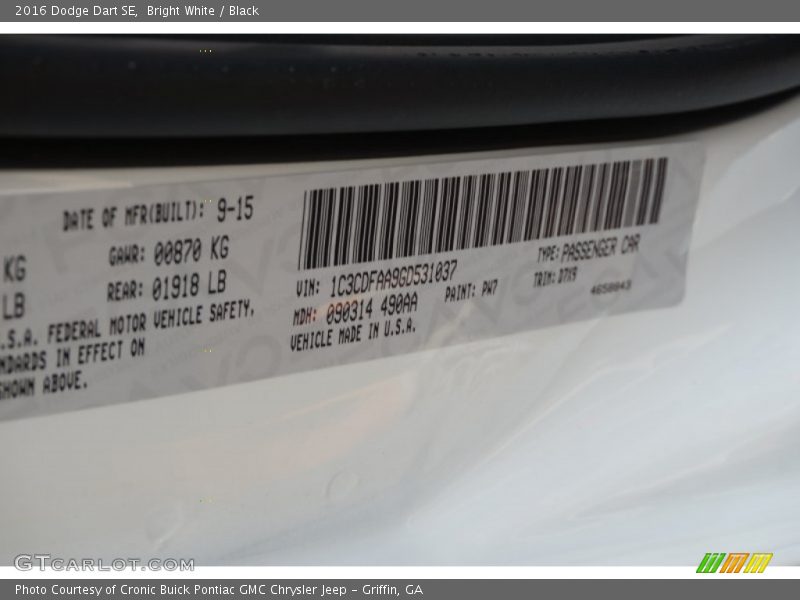 2016 Dodge Dart SE,  Bright White / Black
DATE OF MFR(BUILT): 9-15
KG GAWR: 00870 KG
LB REAR: 01918 LB
.S.A. FEDERAL MOTOR VEHICLE SAFETY,
NDARDS IN EFFECT ON
SHOWN ABOVE.
VIN: 1C3CDFAA9GD531037
TYPE: PASSENGER CAR
MDH: 090314 490AA
PAINT: PW7
TRIM: D7X9
VEHICLE MADE IN U.S.A.
4658043
GTCARLOT.COM
Photo Courtesy of Cronic Buick Pontiac GMC Chrysler Jeep - Griffin, GA